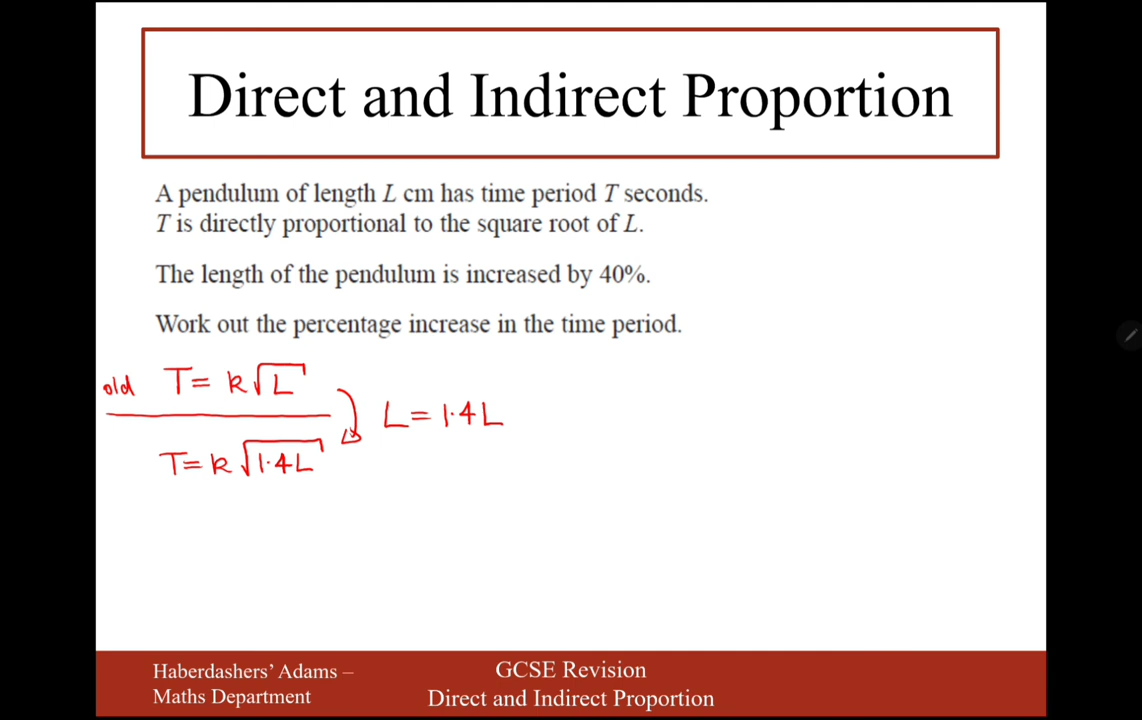 Direct and Indirect Proportion
A pendulum of length L cm has time period T seconds.
T is directly proportional to the square root of L.
The length of the pendulum is increased by 40%.
Work out the percentage increase in the time period.
old T = k√L
L = 1.4L
T = k√1.4L
Haberdashers' Adams –
Maths Department
GCSE Revision
Direct and Indirect Proportion